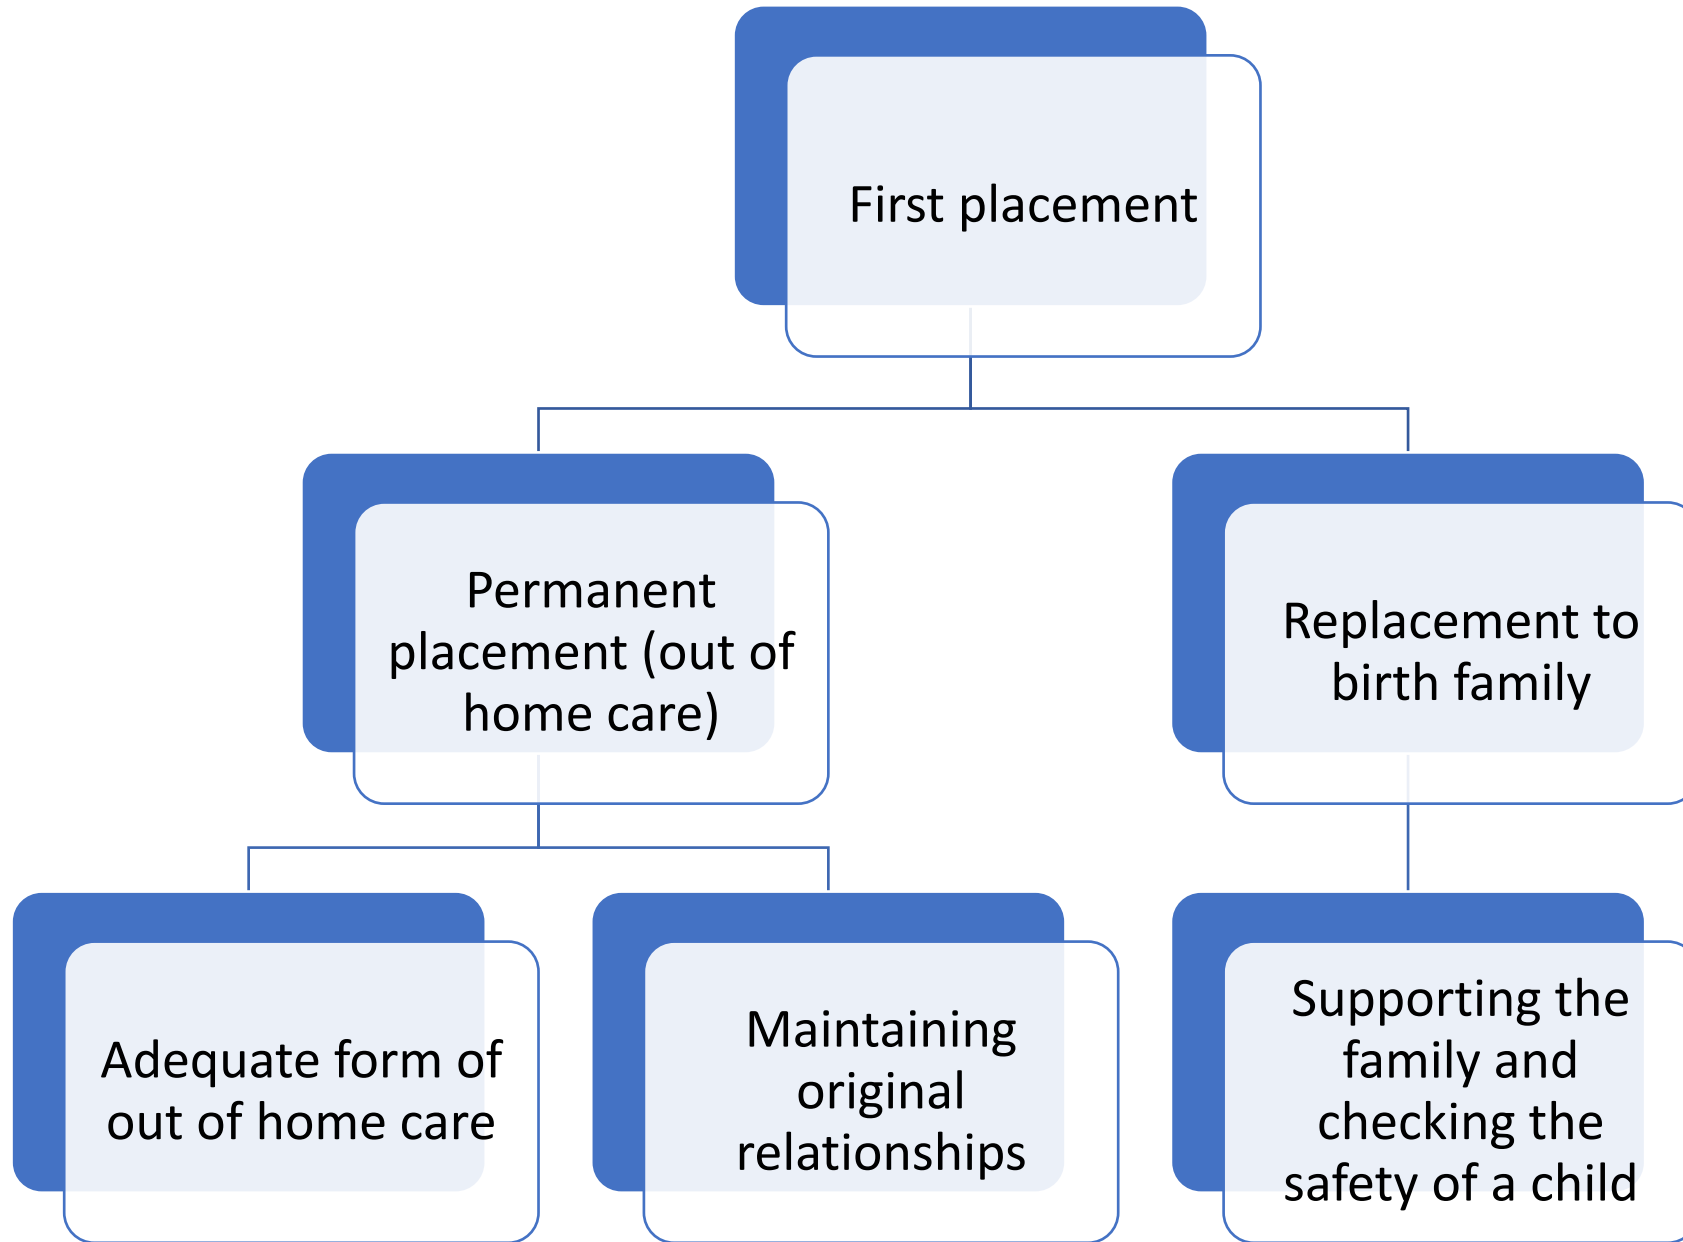 First placement
Permanent
placement (out of
home care)
Replacement to
birth family
Adequate form of
out of home care
Maintaining
original
relationships
Supporting the
family and
checking the
safety of a child